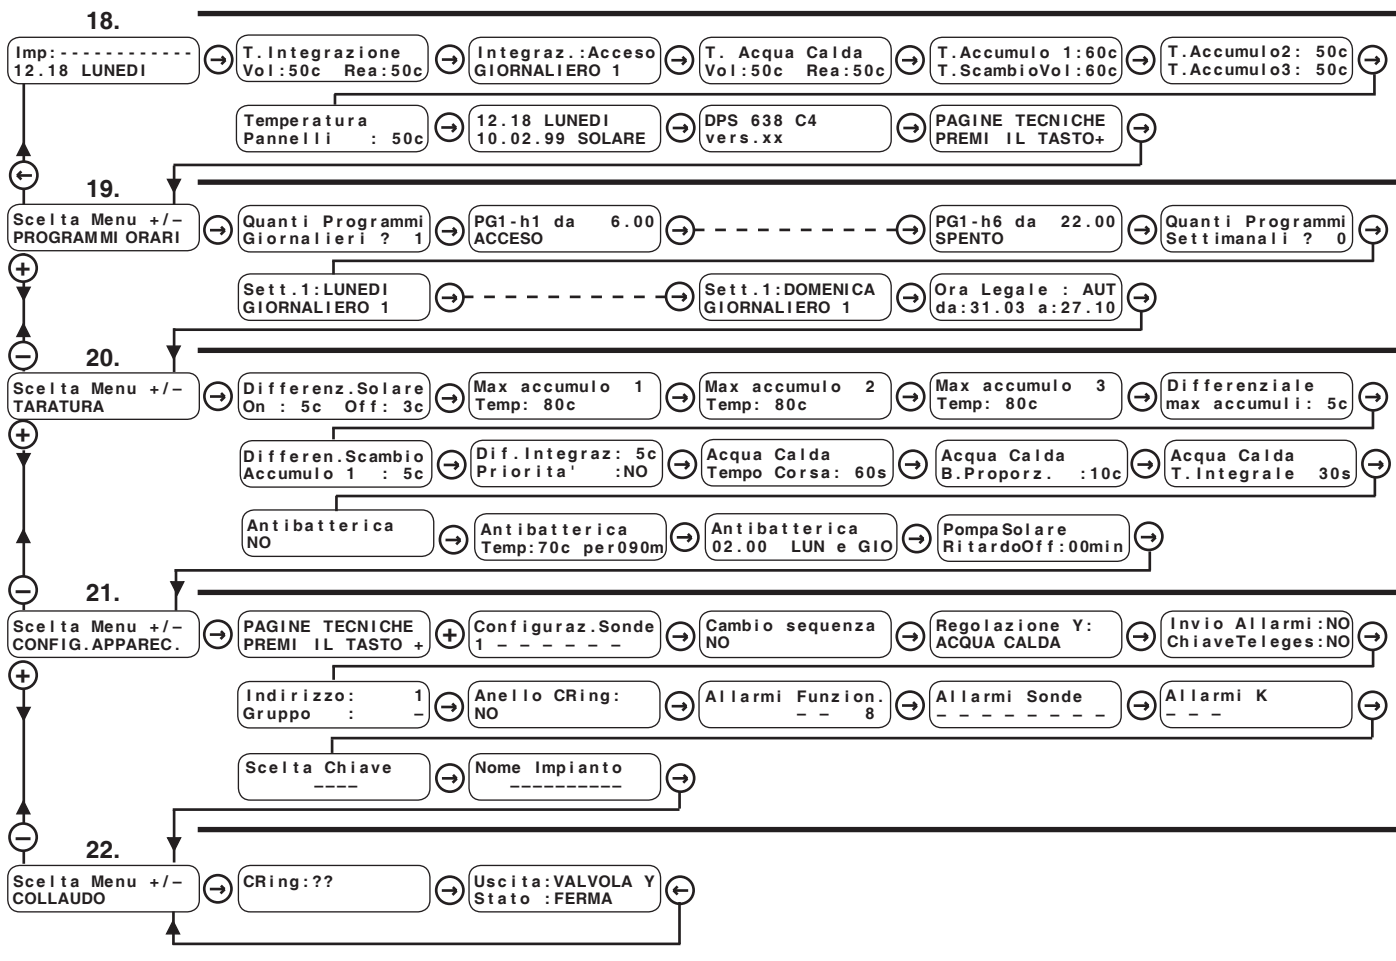 18.
Imp:------------
12.18 LUNEDI
T.Integrazione
Vol:50c Rea:50c
Integraz.:Acceso
GIORNALIERO 1
T. Acqua Calda
Vol:50c Rea:50c
T.Accumulo 1:60c
T.ScambioVol:60c
T.Accumulo2: 50c
T.Accumulo3: 50c
Temperatura
Pannelli : 50c
12.18 LUNEDI
10.02.99 SOLARE
DPS 638 C4
vers.xx
PAGINE TECNICHE
PREMI IL TASTO+
19.
Scelta Menu +/–
PROGRAMMI ORARI
Quanti Programmi
Giornalieri ? 1
PG1-h1 da 6.00
ACCESO
PG1-h6 da 22.00
SPENTO
Quanti Programmi
Settimanali ? 0
Sett.1:LUNEDI
GIORNALIERO 1
Sett.1:DOMENICA
GIORNALIERO 1
Ora Legale : AUT
da:31.03 a:27.10
20.
Scelta Menu +/–
TARATURA
Differenz.Solare
On : 5c Off: 3c
Max accumulo 1
Temp: 80c
Max accumulo 2
Temp: 80c
Max accumulo 3
Temp: 80c
Differenziale
max accumuli: 5c
Differen.Scambio
Accumulo 1 : 5c
Dif.Integraz: 5c
Priorita' :NO
Acqua Calda
Tempo Corsa: 60s
Acqua Calda
B.Proporz. :10c
Acqua Calda
T.Integrale 30s
Antibatterica
NO
Antibatterica
Temp:70c per090m
Antibatterica
02.00 LUN e GIO
PompaSolare
RitardoOff:00min
21.
Scelta Menu +/–
CONFIG.APPAREC.
PAGINE TECNICHE
PREMI IL TASTO +
Configuraz.Sonde
1 – – – – – –
Cambio sequenza
NO
Regolazione Y:
ACQUA CALDA
Invio Allarmi:NO
ChiaveTeleges:NO
Indirizzo: 1
Gruppo : –
Anello CRing:
NO
Allarmi Funzion.
– – 8
Allarmi Sonde
– – – – – – – –
Allarmi K
– – –
Scelta Chiave
––––
Nome Impianto
––––––––––
22.
Scelta Menu +/–
COLLAUDO
CRing:??
Uscita:VALVOLA Y
Stato :FERMA